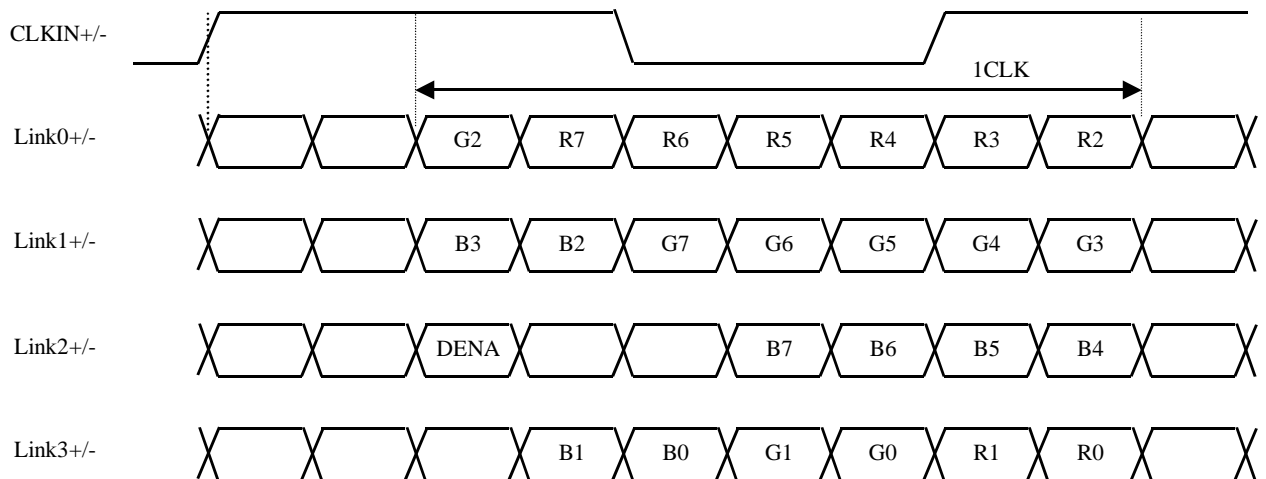 CLKIN+/-
1CLK
Link0+/- G2 R7 R6 R5 R4 R3 R2
Link1+/- B3 B2 G7 G6 G5 G4 G3
Link2+/- DENA B7 B6 B5 B4
Link3+/- B1 B0 G1 G0 R1 R0